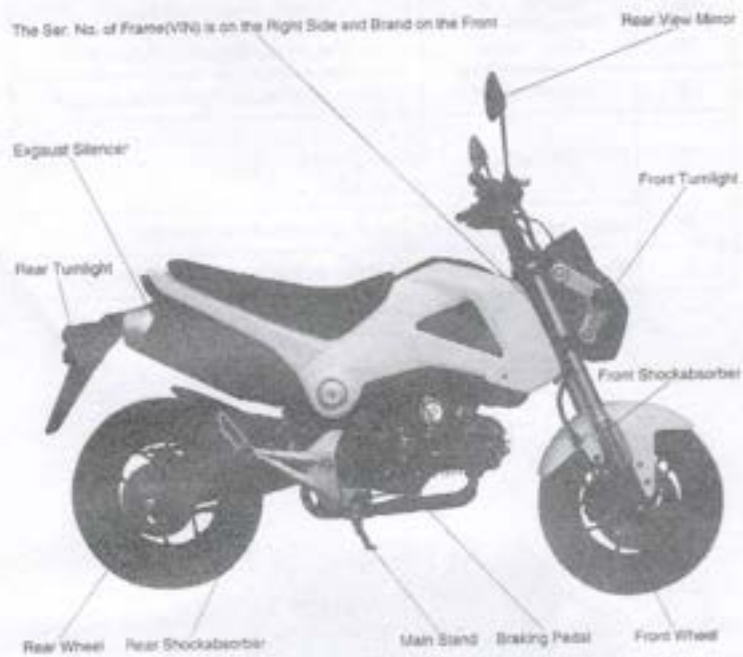 The Ser. No. of Frame(VIN) is on the Right Side and Brand on the Front
Rear View Mirror
Exgaust Silencer
Front Turnlight
Rear Turnlight
Front Shockabsorber
Rear Wheel
Rear Shockabsorber
Main Stand
Braking Pedal
Front Wheel